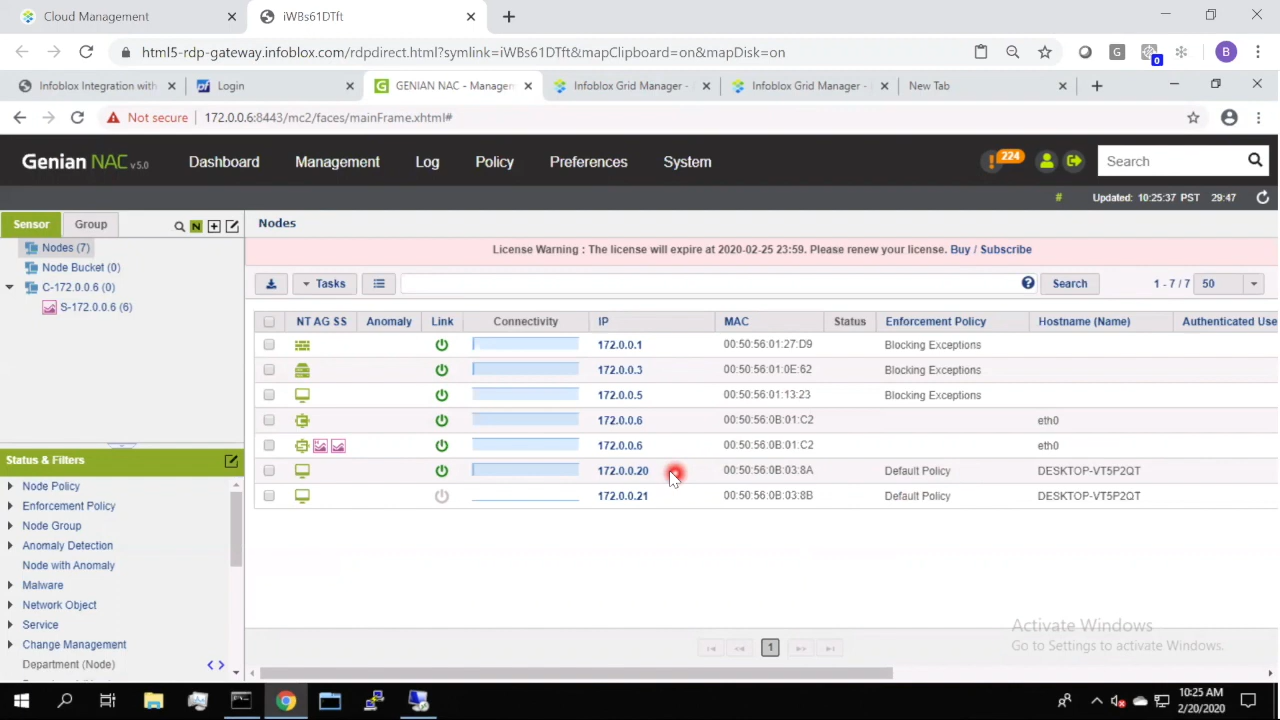 Cloud Management
iWBs61DTft
html5-rdp-gateway.infoblox.com/rdpdirect.html?symlink=iWBs61DTft&mapClipboard=on&mapDisk=on
G
0
B
Infoblox Integration with
Login
GENIAN NAC - Manager
Infoblox Grid Manager -
Infoblox Grid Manager -
New Tab
Not secure
172.0.0.6:8443/mc2/faces/mainFrame.xhtml#
Genian NAC v5.0
Dashboard
Management
Log
Policy
Preferences
System
224
Search
# Updated: 10:25:37 PST 29:47
Sensor
Group
N
Nodes
Nodes (7)
Node Bucket (0)
C-172.0.0.6 (0)
S-172.0.0.6 (6)
License Warning : The license will expire at 2020-02-25 23:59. Please renew your license. Buy / Subscribe
Tasks
Search
1 - 7 / 7
50
NT AG SS Anomaly Link Connectivity IP MAC Status Enforcement Policy Hostname (Name) Authenticated Use
172.0.0.1 00:50:56:01:27:D9 Blocking Exceptions
172.0.0.3 00:50:56:01:0E:62 Blocking Exceptions
172.0.0.5 00:50:56:01:13:23 Blocking Exceptions
172.0.0.6 00:50:56:0B:01:C2 eth0
172.0.0.6 00:50:56:0B:01:C2 eth0
172.0.0.20 00:50:56:0B:03:8A Default Policy DESKTOP-VT5P2QT
172.0.0.21 00:50:56:0B:03:8B Default Policy DESKTOP-VT5P2QT
Status & Filters
Node Policy
Enforcement Policy
Node Group
Anomaly Detection
Node with Anomaly
Malware
Network Object
Service
Change Management
Department (Node)
1
Activate Windows
Go to Settings to activate Windows.
10:25 AM
2/20/2020